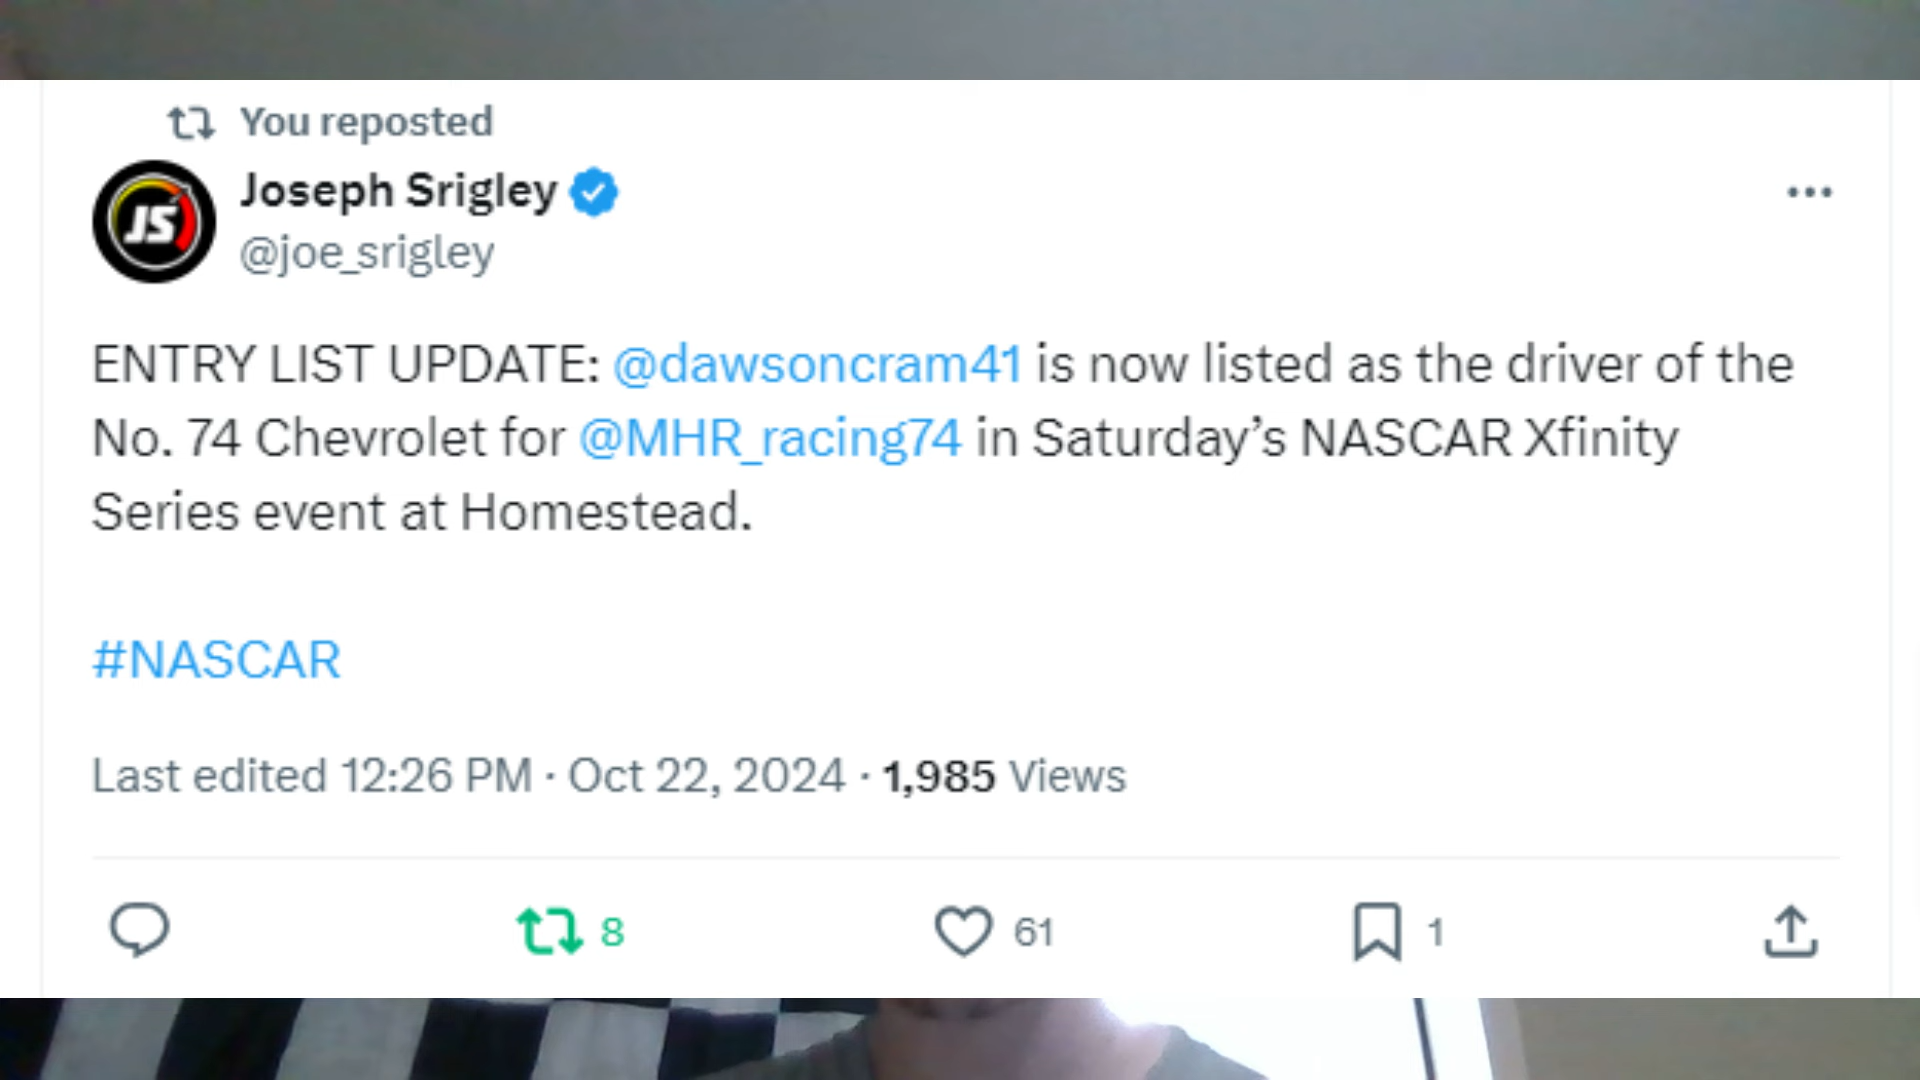 You reposted
JS
Joseph Srigley
@joe_srigley
ENTRY LIST UPDATE: @dawsoncram41 is now listed as the driver of the
No. 74 Chevrolet for @MHR_racing74 in Saturday’s NASCAR Xfinity
Series event at Homestead.
#NASCAR
Last edited 12:26 PM · Oct 22, 2024 · 1,985 Views
8 61 1